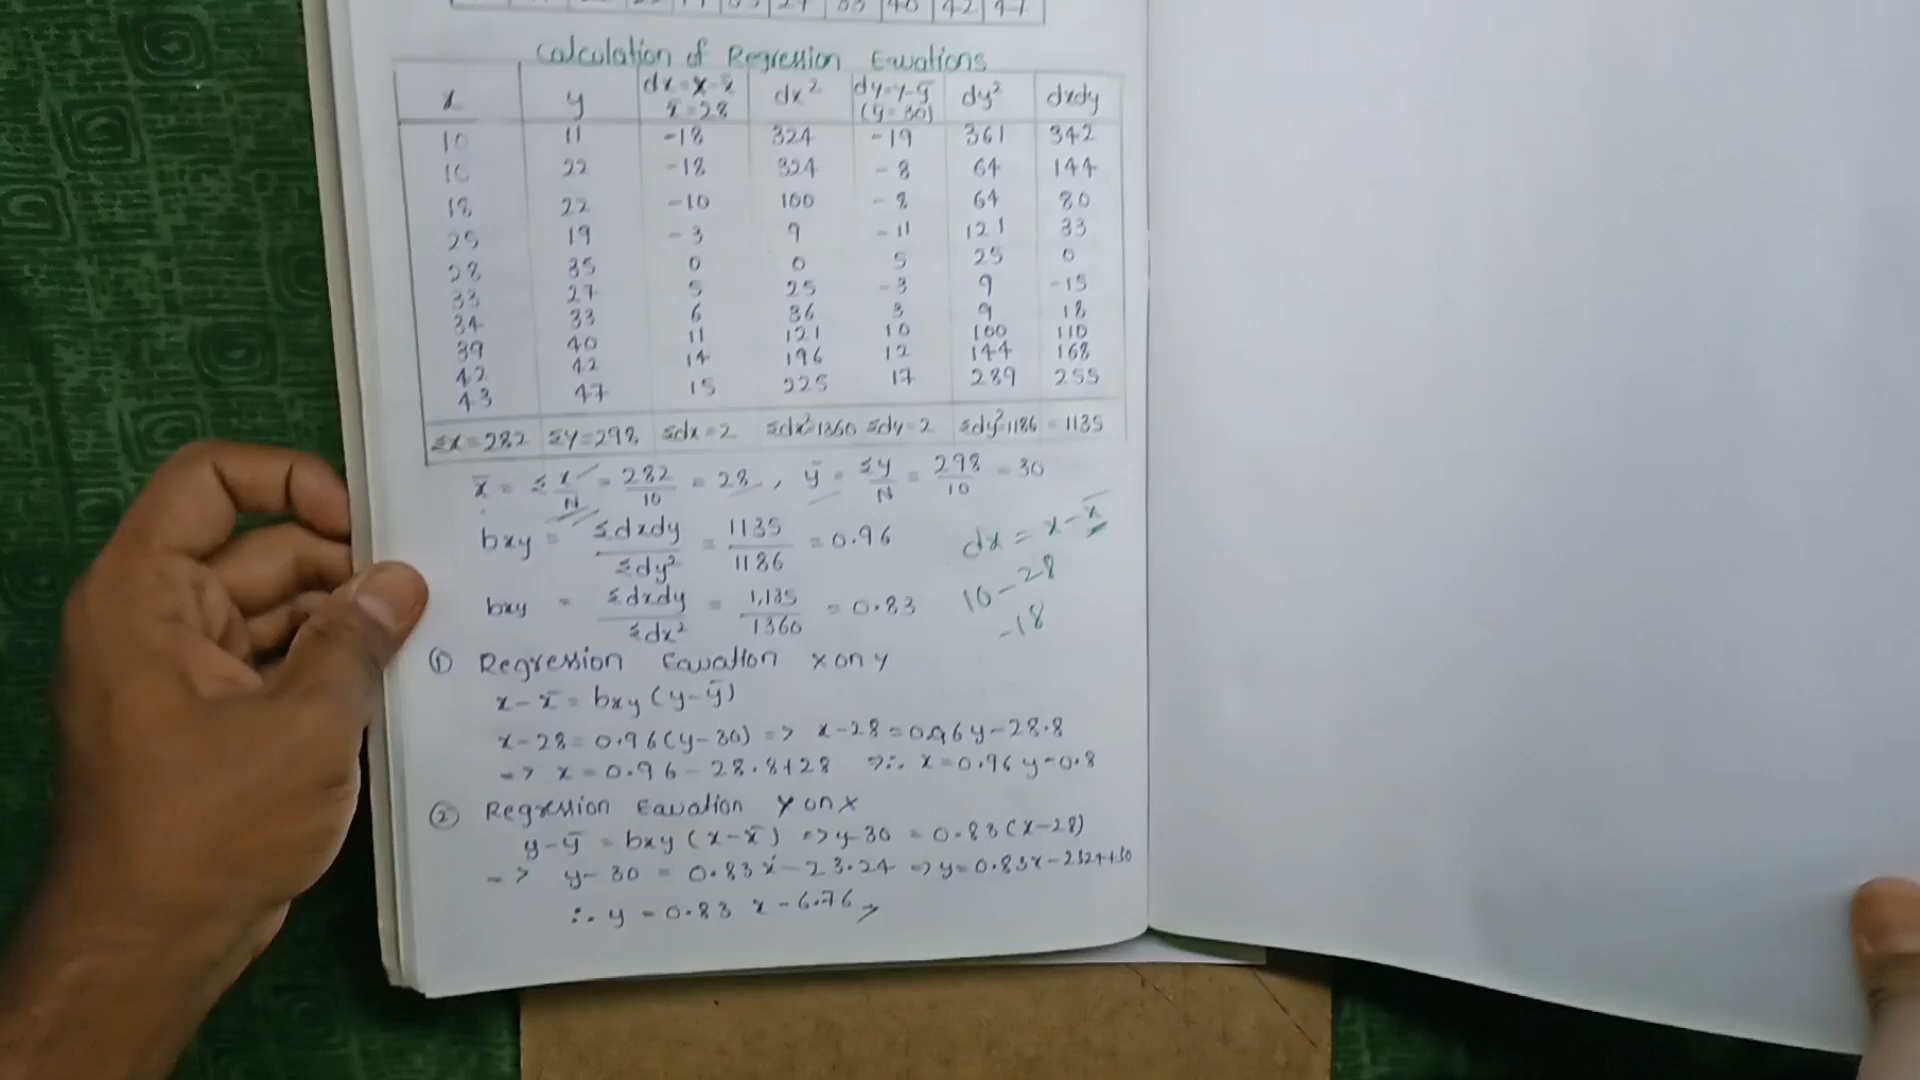 Calculation of Regression Equations
x y dx=x-x̄ x̄=28 dx² dy=y-ȳ (ȳ=30) dy² dxdy
10 11 -18 324 -19 361 342
10 22 -18 324 -8 64 144
18 22 -10 100 -8 64 80
25 19 -3 9 -11 121 33
28 35 0 0 5 25 0
33 27 5 25 -3 9 -15
34 33 6 36 3 9 18
39 40 11 121 10 100 110
42 42 14 196 12 144 168
43 47 15 225 17 289 255
Σx=282 Σy=298 Σdx=2 Σdx²=1360 Σdy=2 Σdy²=1186 =1135
x̄ = Σx/N = 282/10 = 28, ȳ = Σy/N = 298/10 = 30
bxy = Σdxdy/Σdy² = 1135/1186 = 0.96
dx = x-x̄
10-28
-18
bxy = Σdxdy/Σdx² = 1,135/1360 = 0.83
① Regression Equation x on y
x-x̄ = bxy (y-ȳ)
x-28=0.96(y-30) => x-28=0.96y-28.8
=> x=0.96-28.8+28 =>∴ x=0.96y-0.8
② Regression Equation y on x
y-ȳ = bxy (x-x̄) => y-30 = 0.83(x-28)
=> y-30 = 0.83x-23.24 => y=0.83x-23.24+30
∴ y = 0.83 x-6.76